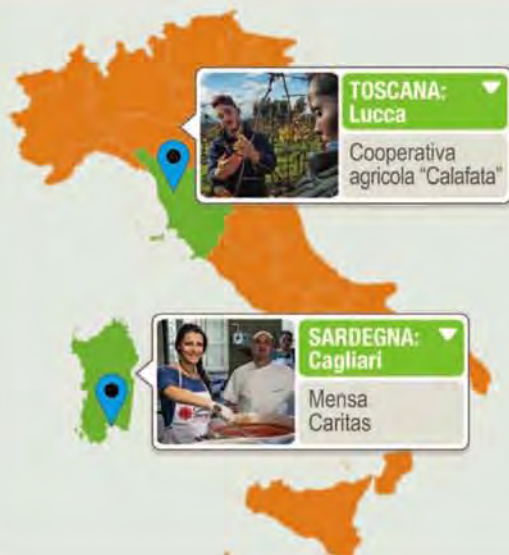 TOSCANA:
Lucca
Cooperativa
agricola "Calafata"
SARDEGNA:
Cagliari
Mensa
Caritas